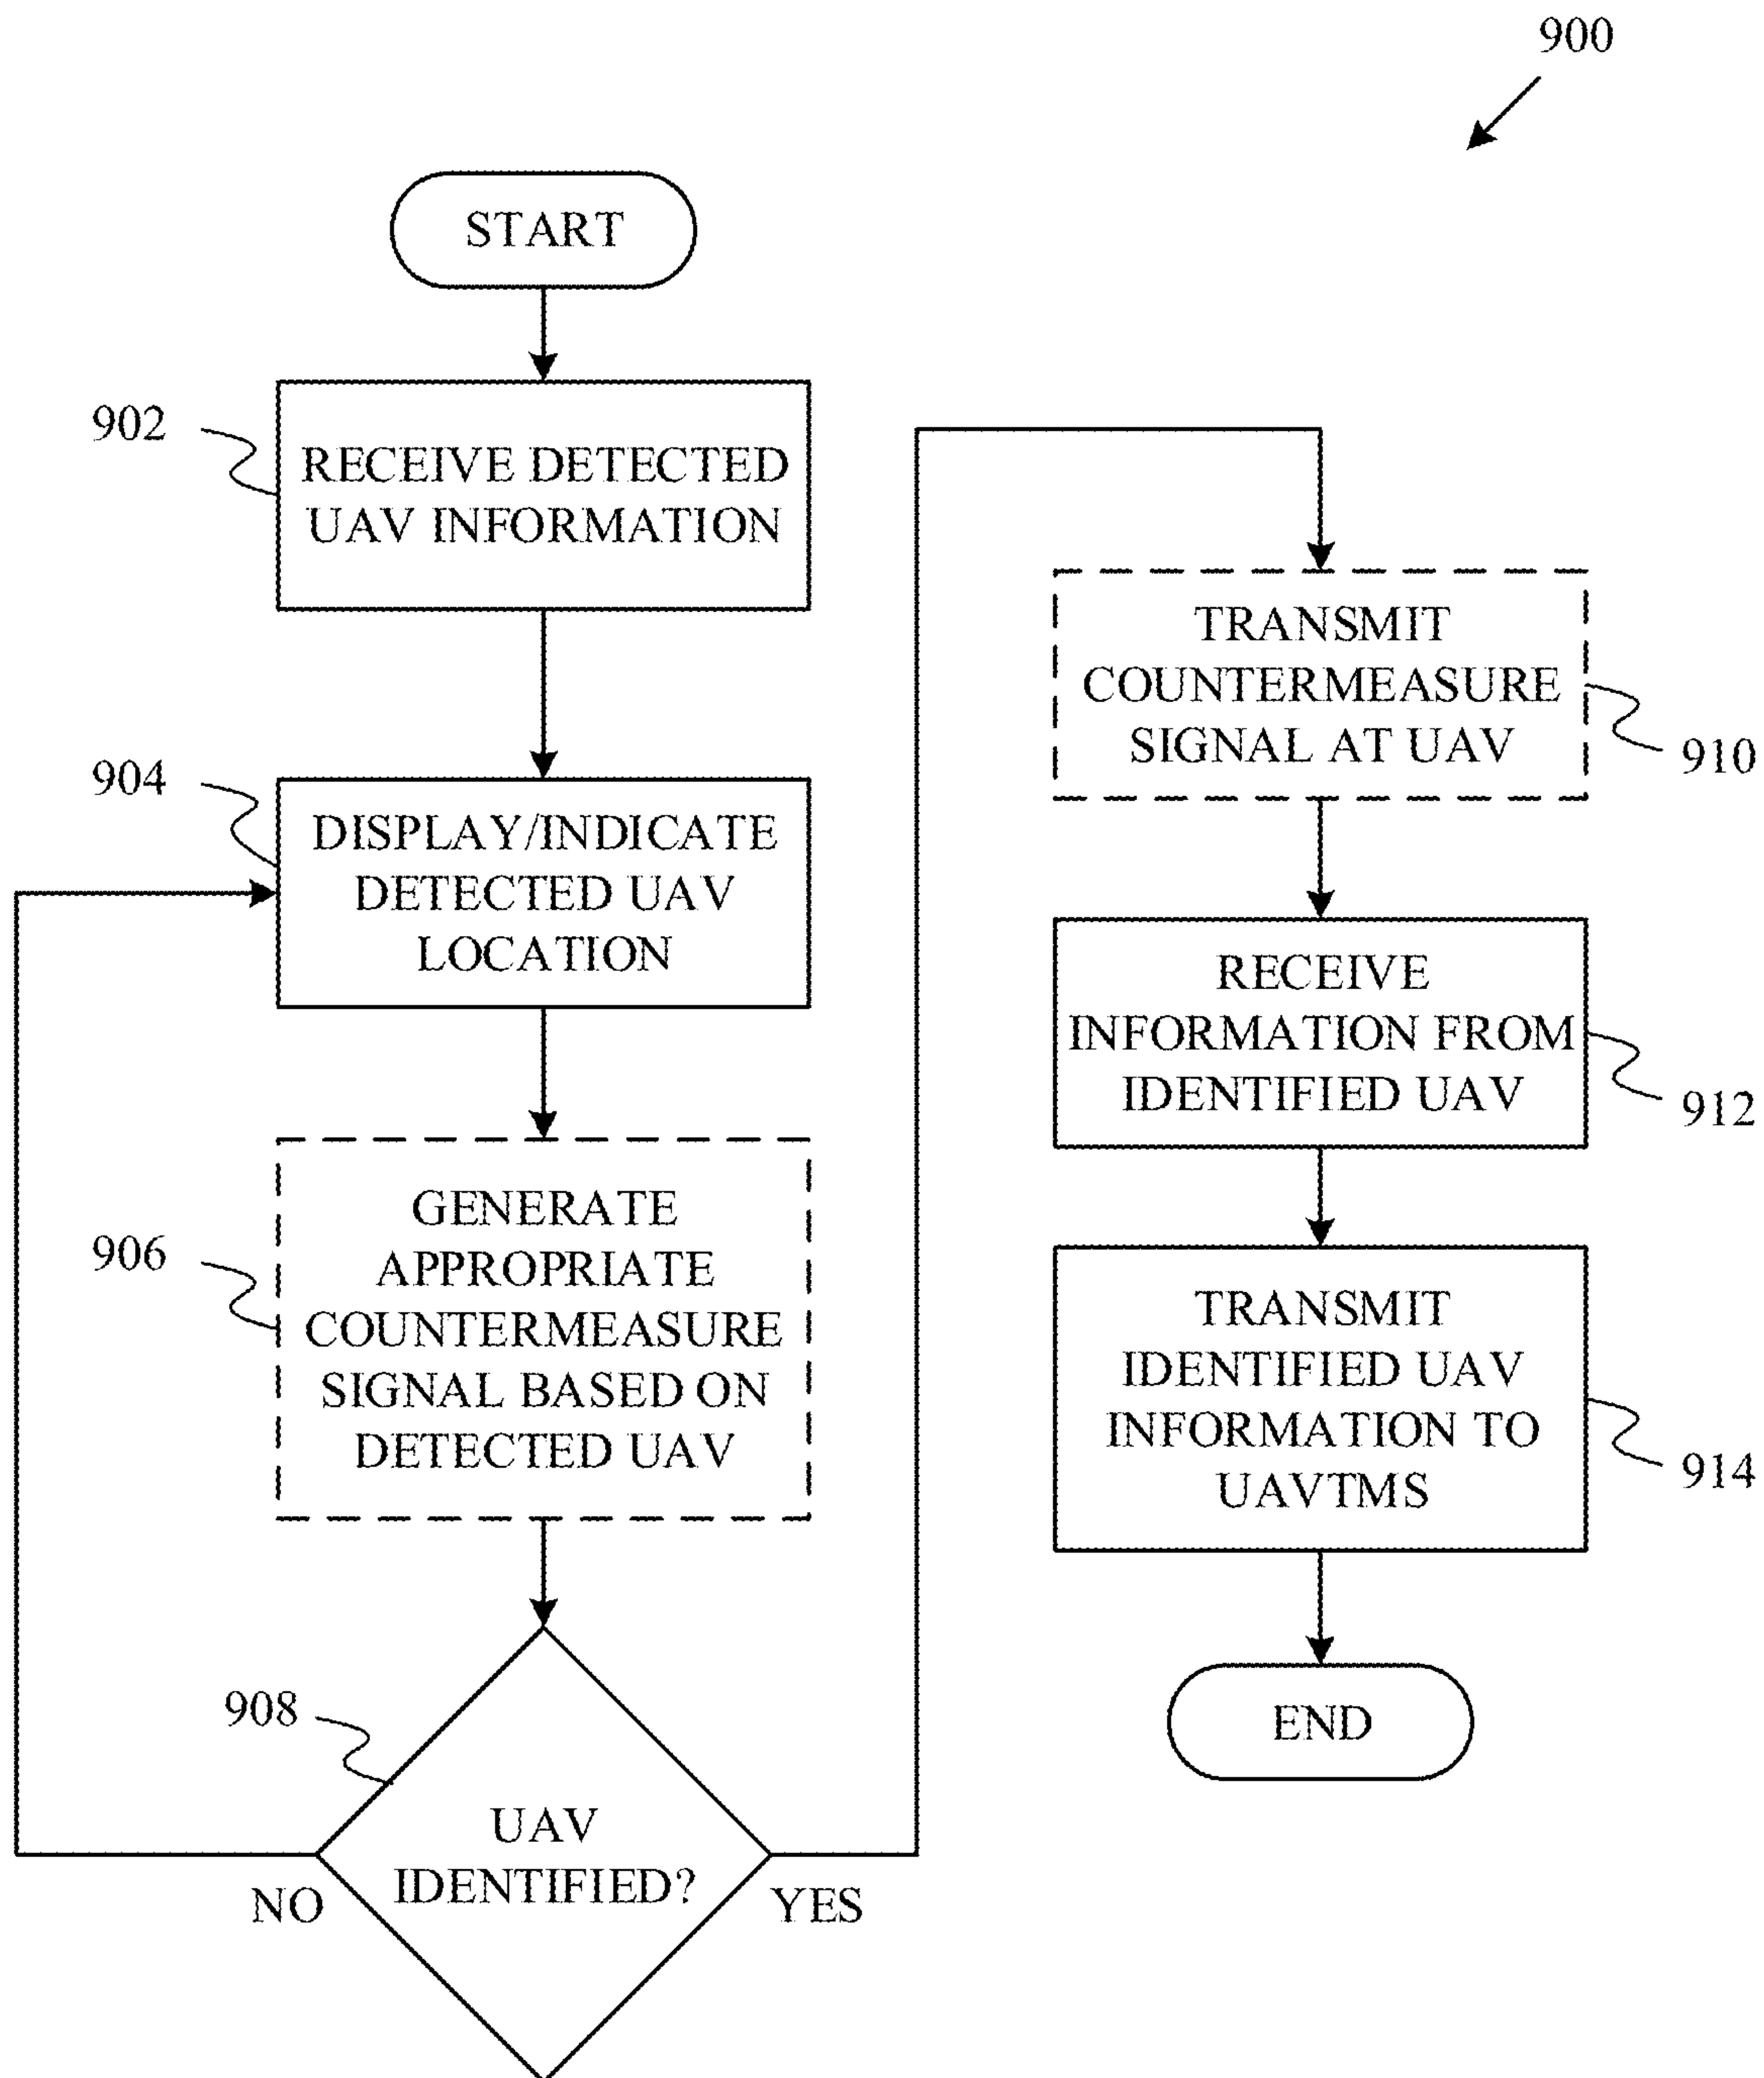 900
START
902
RECEIVE DETECTED
UAV INFORMATION
904
DISPLAY/INDICATE
DETECTED UAV
LOCATION
906
GENERATE
APPROPRIATE
COUNTERMEASURE
SIGNAL BASED ON
DETECTED UAV
908
UAV
IDENTIFIED?
NO
YES
TRANSMIT
COUNTERMEASURE
SIGNAL AT UAV
910
RECEIVE
INFORMATION FROM
IDENTIFIED UAV
912
TRANSMIT
IDENTIFIED UAV
INFORMATION TO
UAVTMS
914
END